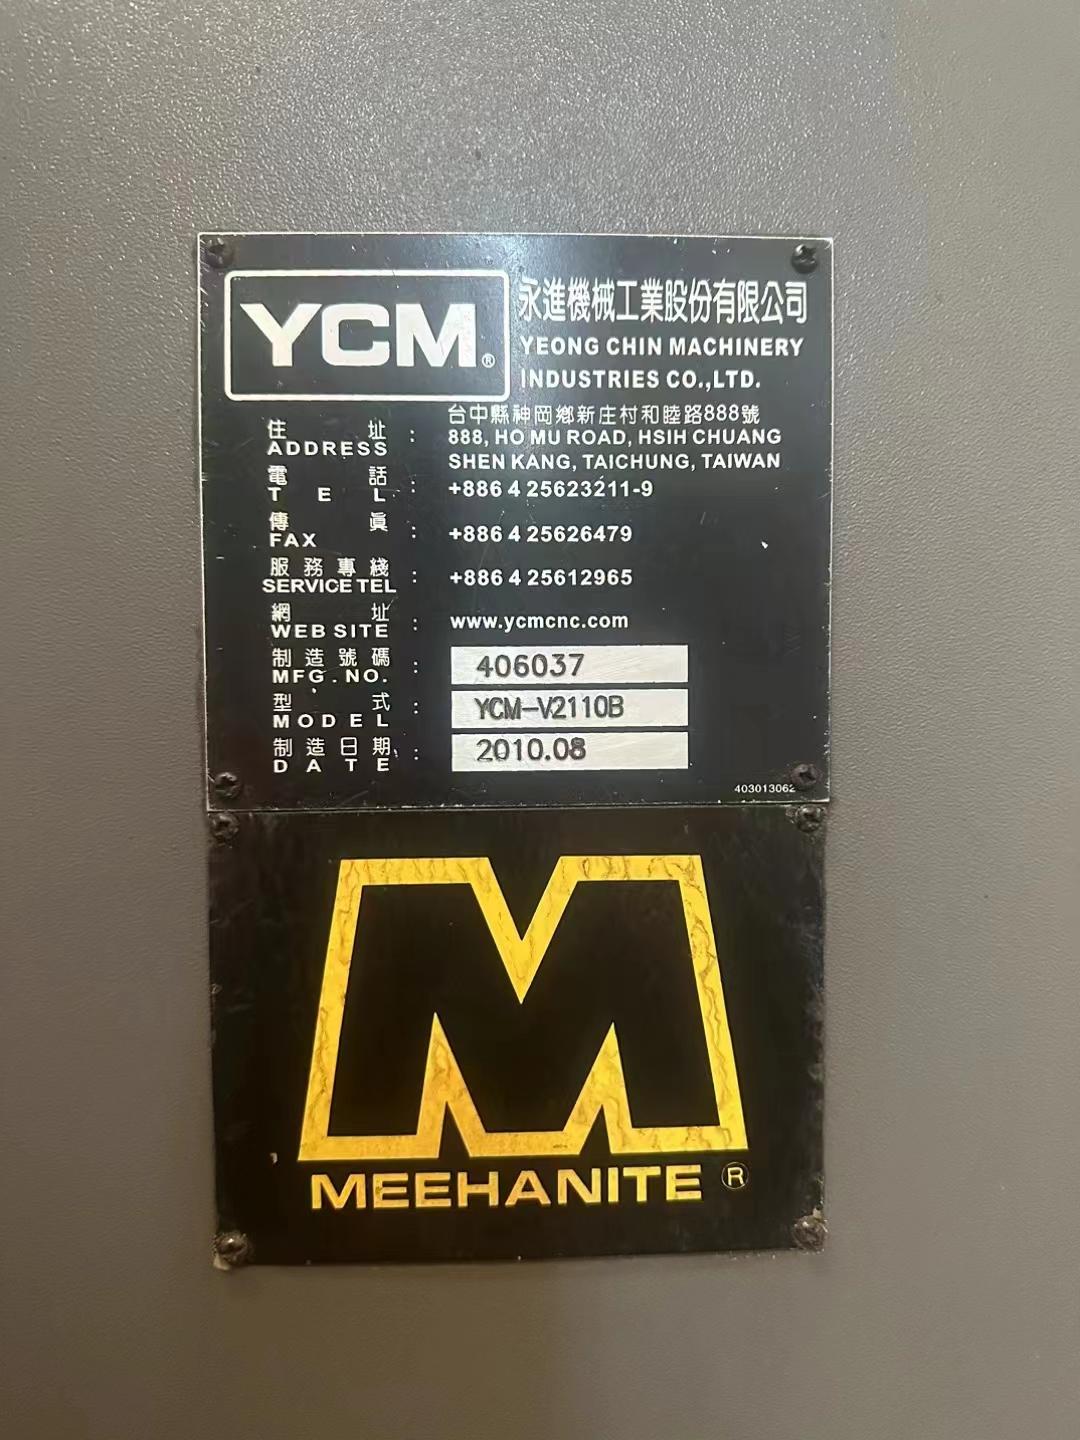 YCM®
永進機械工業股份有限公司
YEONG CHIN MACHINERY
INDUSTRIES CO.,LTD.
住址：台中縣神岡鄉新庄村和睦路888號
ADDRESS 888, HO MU ROAD, HSIH CHUANG
SHEN KANG, TAICHUNG, TAIWAN
電話：
TEL +886 4 25623211-9
傳真：
FAX +886 4 25626479
服務專綫：
SERVICE TEL +886 4 25612965
網址：
WEB SITE www.ycmcnc.com
制造號碼：
MFG.NO. 406037
型式：
MODEL YCM-V2110B
制造日期：
DATE 2010.08
403013062
M
MEEHANITE ®